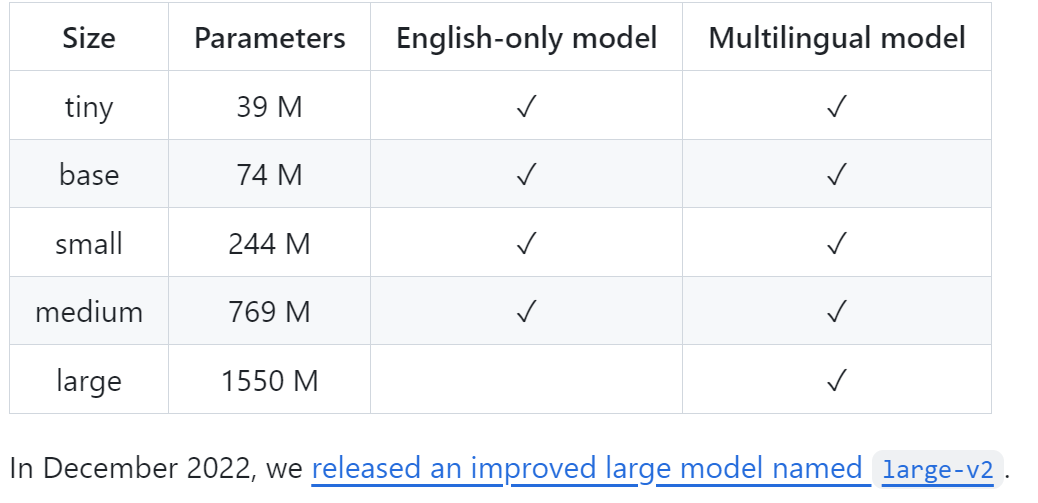 Size Parameters English-only model Multilingual model
tiny 39 M ✓ ✓
base 74 M ✓ ✓
small 244 M ✓ ✓
medium 769 M ✓ ✓
large 1550 M ✓
In December 2022, we released an improved large model named large-v2.